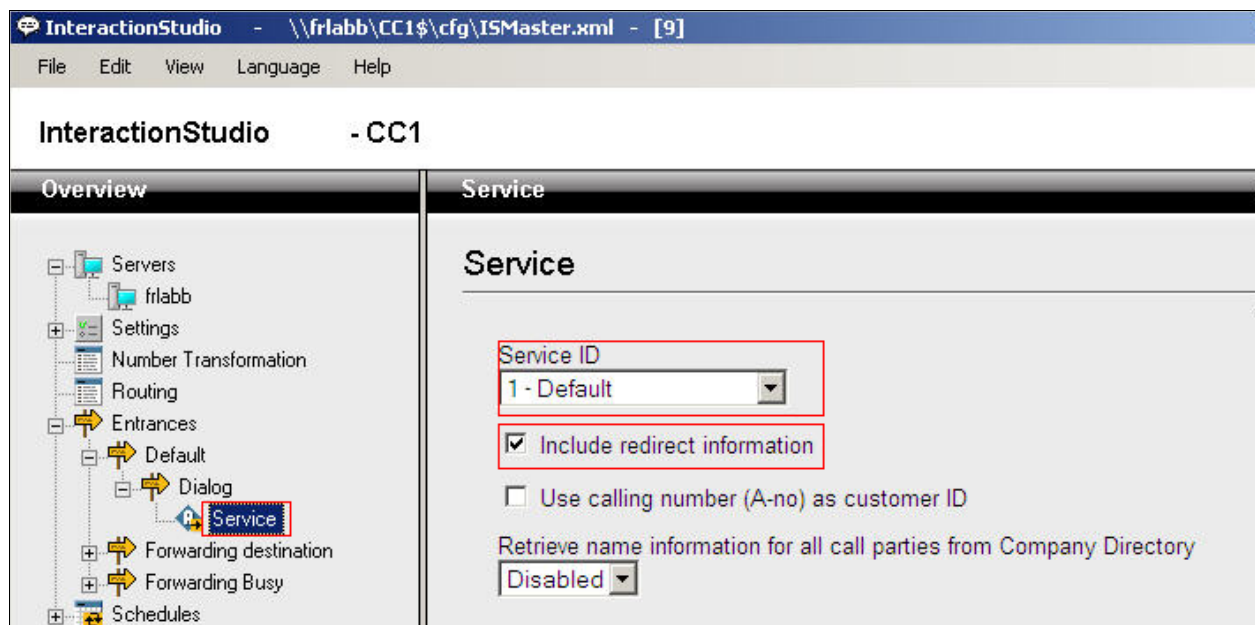 InteractionStudio - \\frlabb\CC1$\cfg\ISMaster.xml - [9]
File Edit View Language Help
InteractionStudio - CC1
Overview
Servers
frlabb
Settings
Number Transformation
Routing
Entrances
Default
Dialog
Service
Forwarding destination
Forwarding Busy
Schedules
Service
Service
Service ID
1 - Default
Include redirect information
Use calling number (A-no) as customer ID
Retrieve name information for all call parties from Company Directory
Disabled